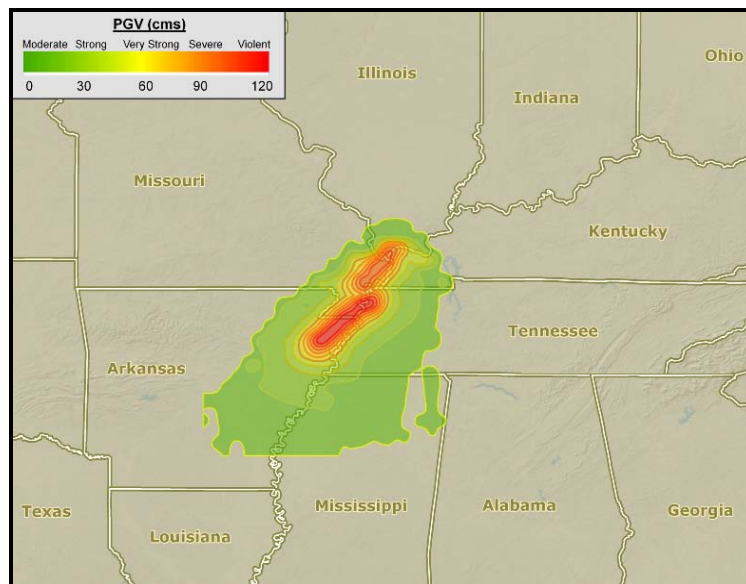 PGV (cms)
Moderate Strong Very Strong Severe Violent
0 30 60 90 120
Illinois
Ohio
Indiana
Missouri
Kentucky
Tennessee
Arkansas
Texas
Mississippi
Alabama
Georgia
Louisiana